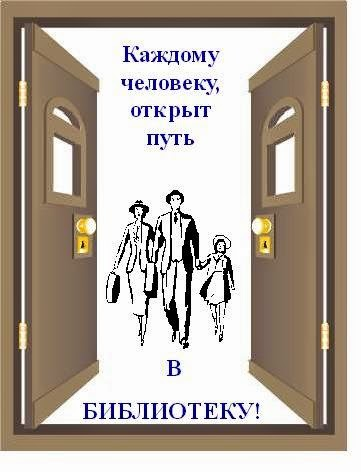 Каждому
человеку,
открыт
путь
В
БИБЛИОТЕКУ!